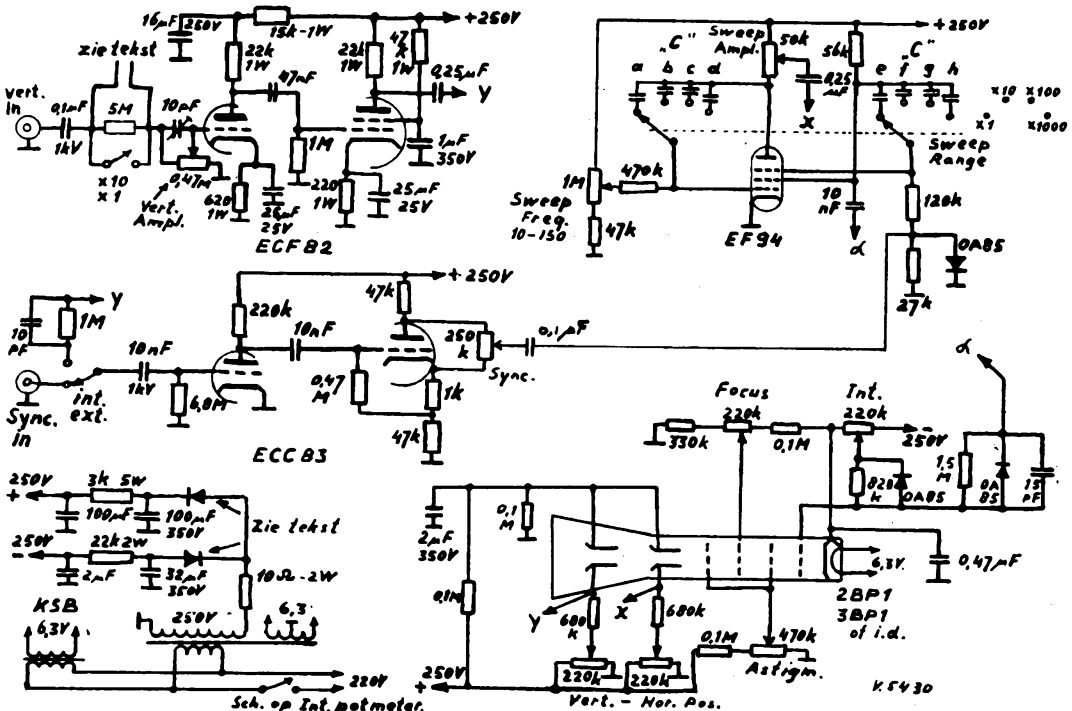 16µF
250V
15k-1W
+250V
zie tekst
22k
1W
22k
1W
47
k
1W
0,25µF
Y
47nF
vert.
in
0,1µF
1kV
5M
10pF
x10
x1
0,47M
Vert.
Ampl.
620
1W
25µF
25V
1M
220
1W
25µF
25V
1µF
350V
ECF82
+250V
Sweep
Ampl.
50k
56k
0,25
µF
X
"C"
a b c d
"C"
e f g h
x10 x100
x1 x1000
Sweep
Range
1M
470k
Sweep
Freq.
10-150
47k
EF94
10
nF
α
120k
27k
OA85
+250V
Y
10
pF
1M
10nF
1kV
int.
ext.
Sync.
in
220k
6,8M
10nF
47k
0,47
M
1k
47k
250
k
Sync.
0,1µF
ECC83
+ 250V
3k 5w
100µF
100µF
350V
zie tekst
- 250V
22k2w
2µF
32µF
350V
10Ω-2W
KSB
6,3V
250V
6,3
220V
Sch. op Int. potmeter.
Focus
220k
330k
0,1M
Int.
220k
-
250V
820
k
OA85
α
1,5
M
OA
85
15
pF
2µF
350V
0,1
M
0,1M
6,3V.
0,47µF
2BP1
3BP1
of i.d.
Y
X
680
k
680k
220k
220k
250V
+
Vert. - Hor. Pos.
0,1M
470k
Astigm.
V.5430